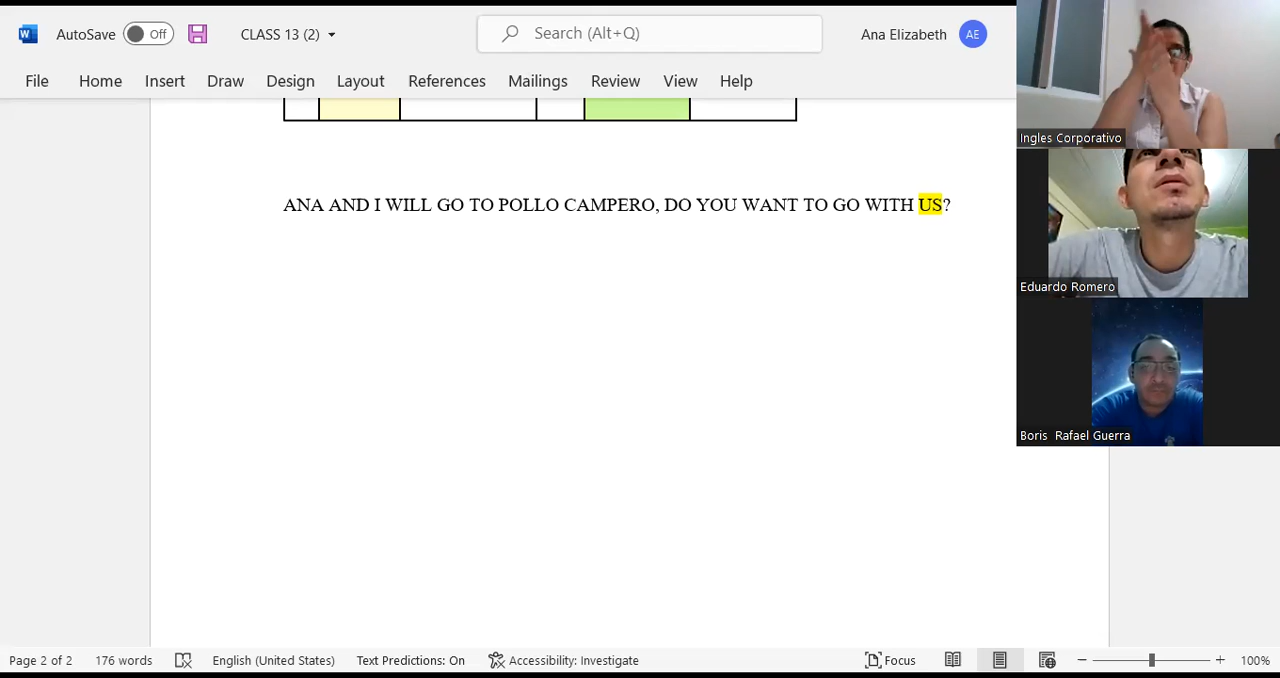 AutoSave Off CLASS 13 (2) Search (Alt+Q) Ana Elizabeth AE
File Home Insert Draw Design Layout References Mailings Review View Help
Ingles Corporativo
ANA AND I WILL GO TO POLLO CAMPERO, DO YOU WANT TO GO WITH US?
Eduardo Romero
Boris Rafael Guerra
Page 2 of 2 176 words English (United States) Text Predictions: On Accessibility: Investigate Focus 100%